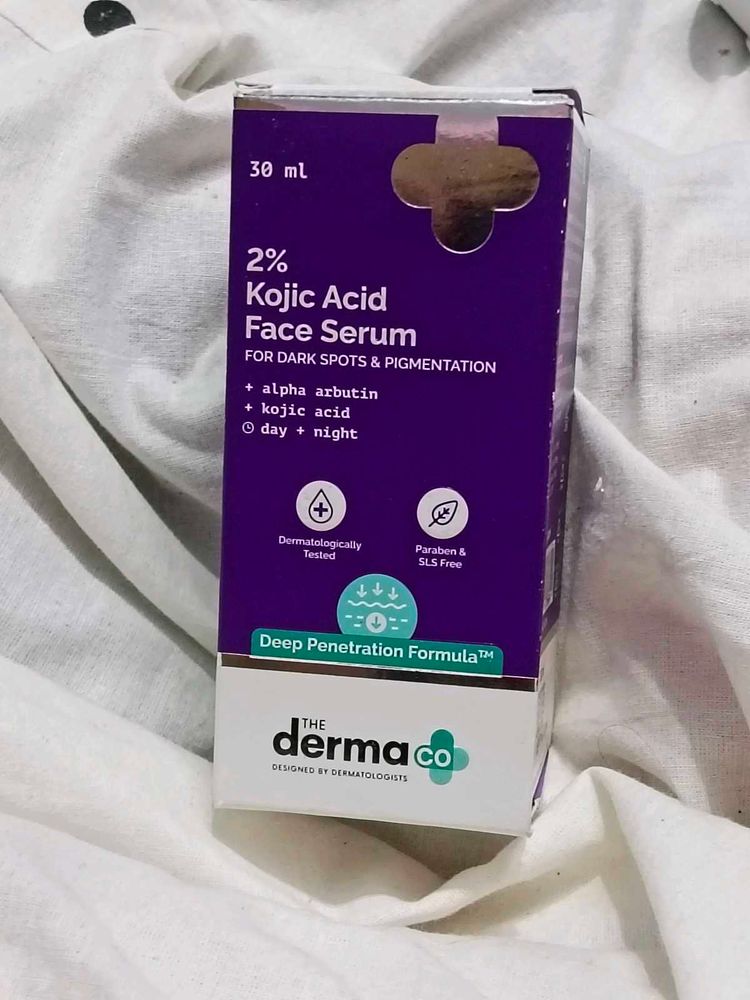 30 ml
2%
Kojic Acid
Face Serum
FOR DARK SPOTS & PIGMENTATION
+ alpha arbutin
+ kojic acid
day + night
Dermatologically
Tested
Paraben &
SLS Free
Deep Penetration Formula™
THE
derma co
DESIGNED BY DERMATOLOGISTS